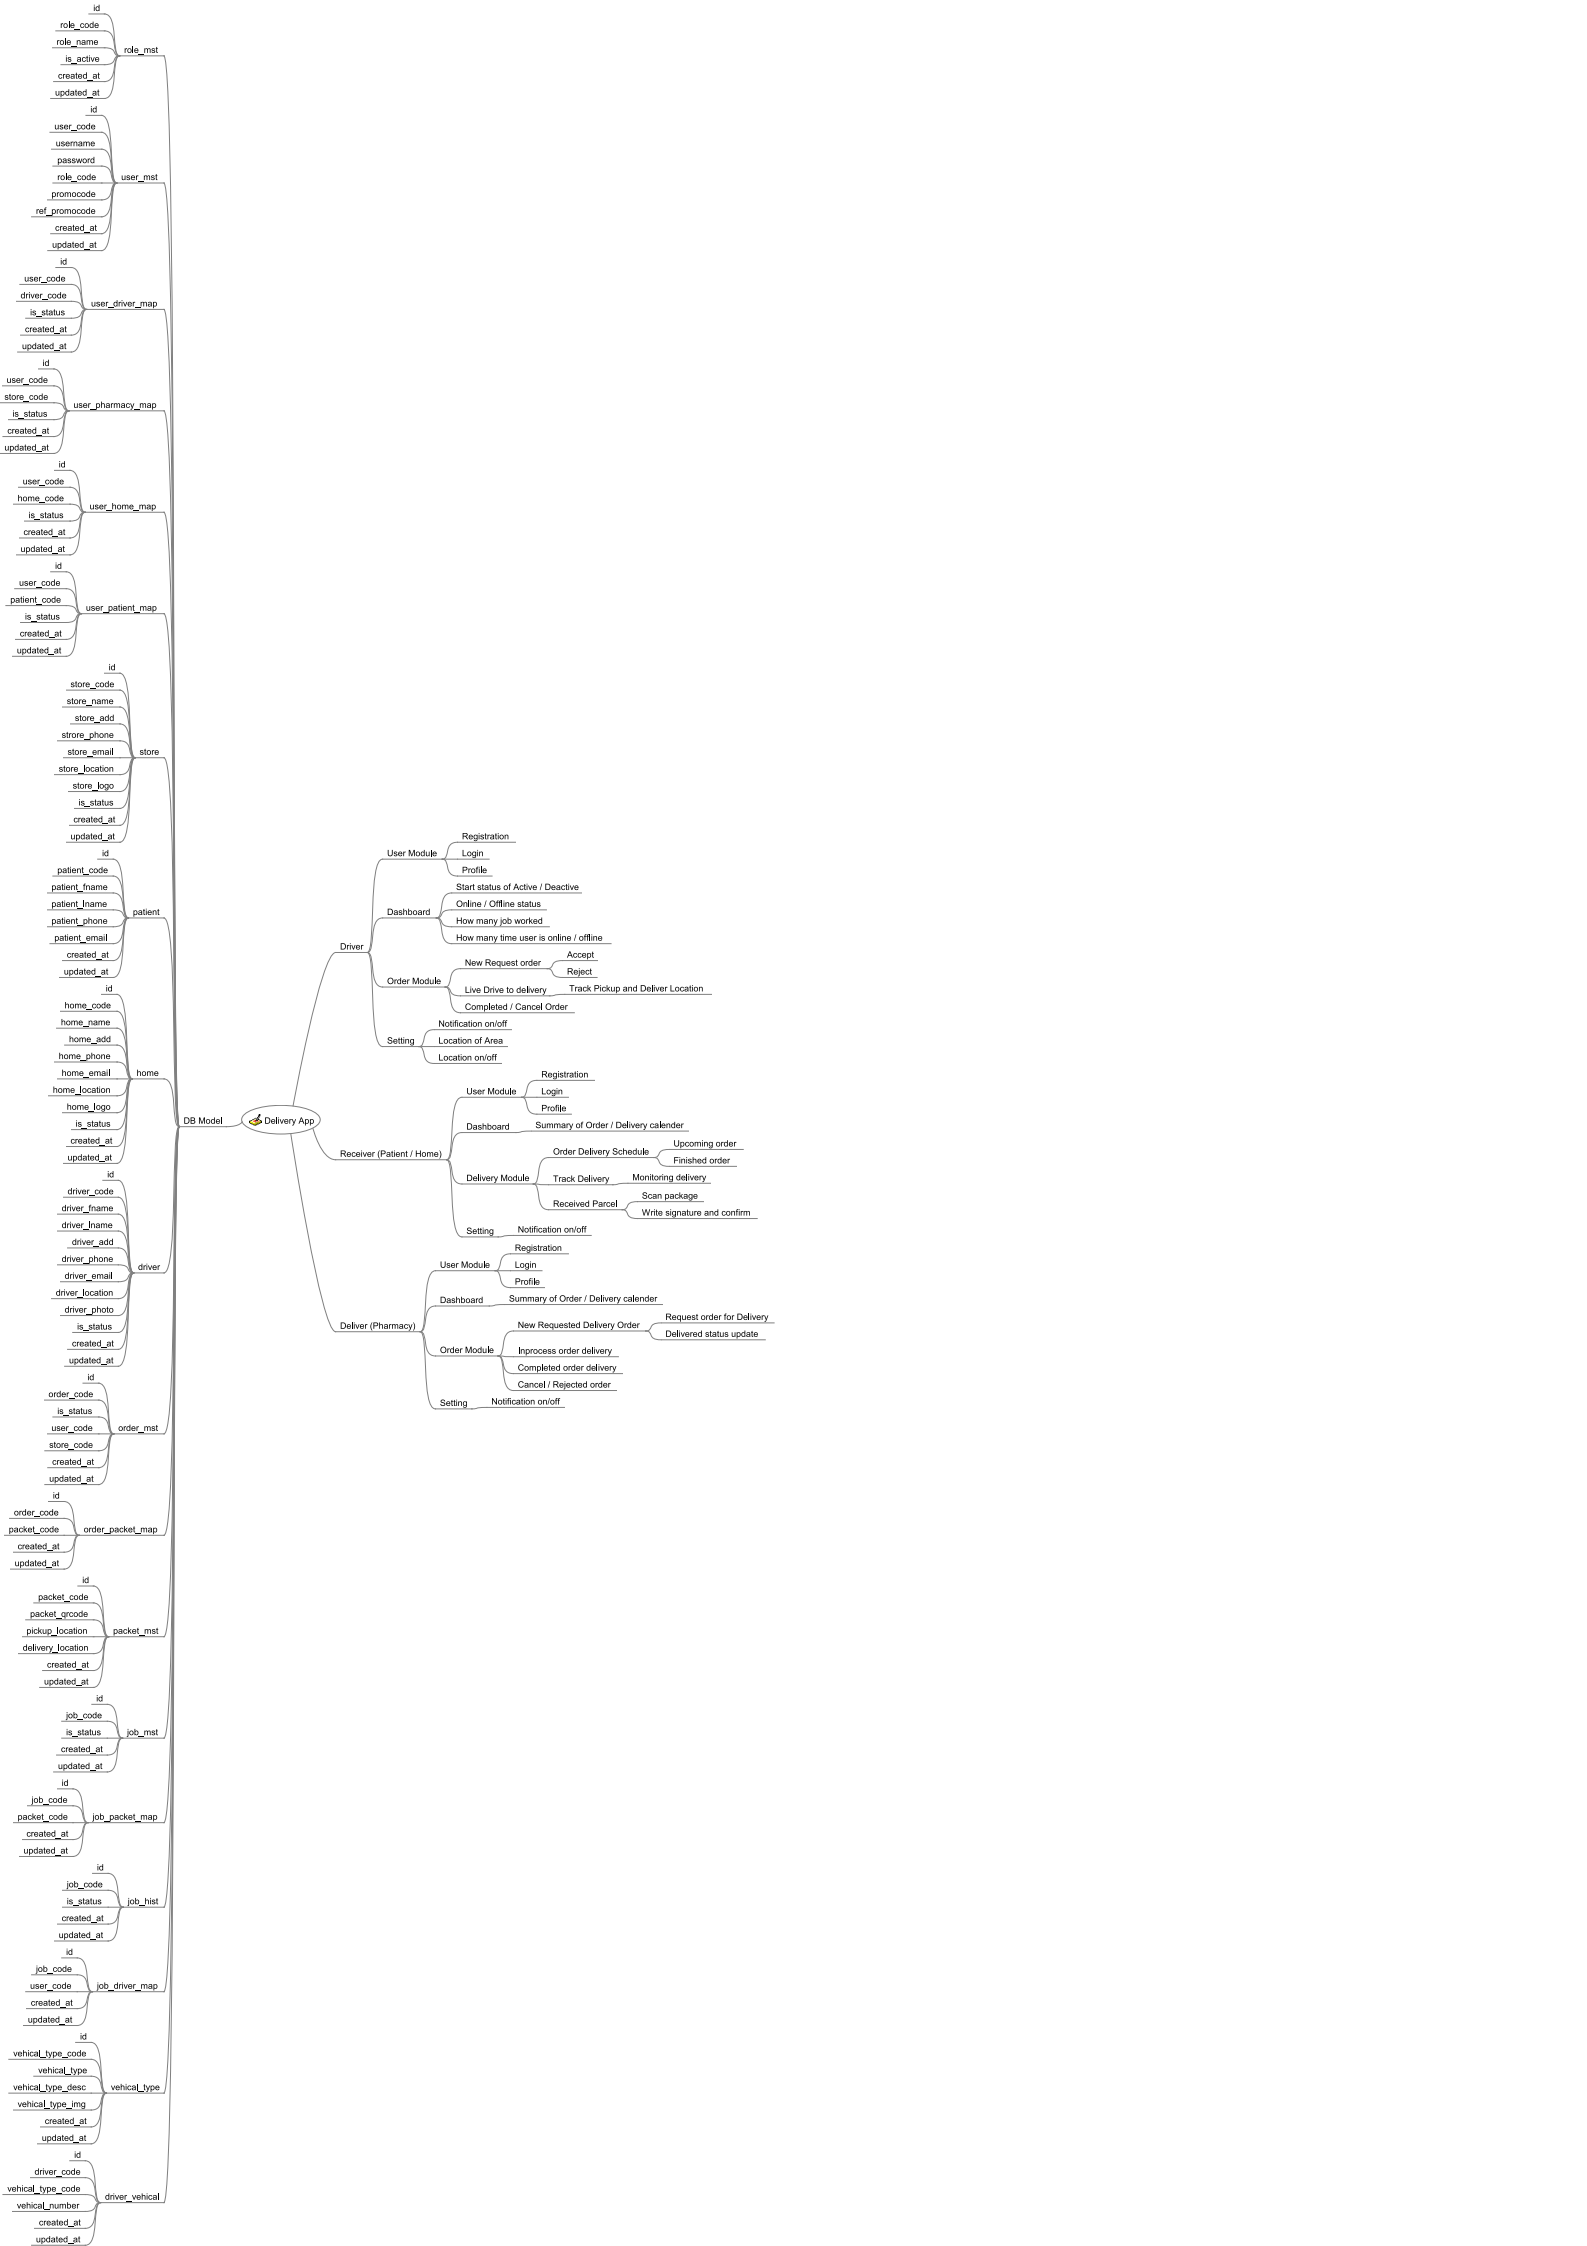 id
role_code
role_name
is_active
created_at
updated_at
role_mst
id
user_code
username
password
role_code
promocode
ref_promocode
created_at
updated_at
user_mst
id
user_code
driver_code
is_status
created_at
updated_at
user_driver_map
id
user_code
store_code
is_status
created_at
updated_at
user_pharmacy_map
id
user_code
home_code
is_status
created_at
updated_at
user_home_map
id
user_code
patient_code
is_status
created_at
updated_at
user_patient_map
id
store_code
store_name
store_add
strore_phone
store_email
store_location
store_logo
is_status
created_at
updated_at
store
id
patient_code
patient_fname
patient_lname
patient_phone
patient_email
created_at
updated_at
patient
id
home_code
home_name
home_add
home_phone
home_email
home_location
home_logo
is_status
created_at
updated_at
home
id
driver_code
driver_fname
driver_lname
driver_add
driver_phone
driver_email
driver_location
driver_photo
is_status
created_at
updated_at
driver
id
order_code
is_status
user_code
store_code
created_at
updated_at
order_mst
id
order_code
packet_code
created_at
updated_at
order_packet_map
id
packet_code
packet_qrcode
pickup_location
delivery_location
created_at
updated_at
packet_mst
id
job_code
is_status
created_at
updated_at
job_mst
id
job_code
packet_code
created_at
updated_at
job_packet_map
id
job_code
is_status
created_at
updated_at
job_hist
id
job_code
user_code
created_at
updated_at
job_driver_map
id
vehical_type_code
vehical_type
vehical_type_desc
vehical_type_img
created_at
updated_at
vehical_type
id
driver_code
vehical_type_code
vehical_number
created_at
updated_at
driver_vehical
DB Model
Delivery App
Driver
User Module
Registration
Login
Profile
Dashboard
Start status of Active / Deactive
Online / Offline status
How many job worked
How many time user is online / offline
Order Module
New Request order
Accept
Reject
Live Drive to delivery
Track Pickup and Deliver Location
Completed / Cancel Order
Setting
Notification on/off
Location of Area
Location on/off
Receiver (Patient / Home)
User Module
Registration
Login
Profile
Dashboard
Summary of Order / Delivery calender
Delivery Module
Order Delivery Schedule
Upcoming order
Finished order
Track Delivery
Monitoring delivery
Received Parcel
Scan package
Write signature and confirm
Setting
Notification on/off
Deliver (Pharmacy)
User Module
Registration
Login
Profile
Dashboard
Summary of Order / Delivery calender
Order Module
New Requested Delivery Order
Request order for Delivery
Delivered status update
Inprocess order delivery
Completed order delivery
Cancel / Rejected order
Setting
Notification on/off